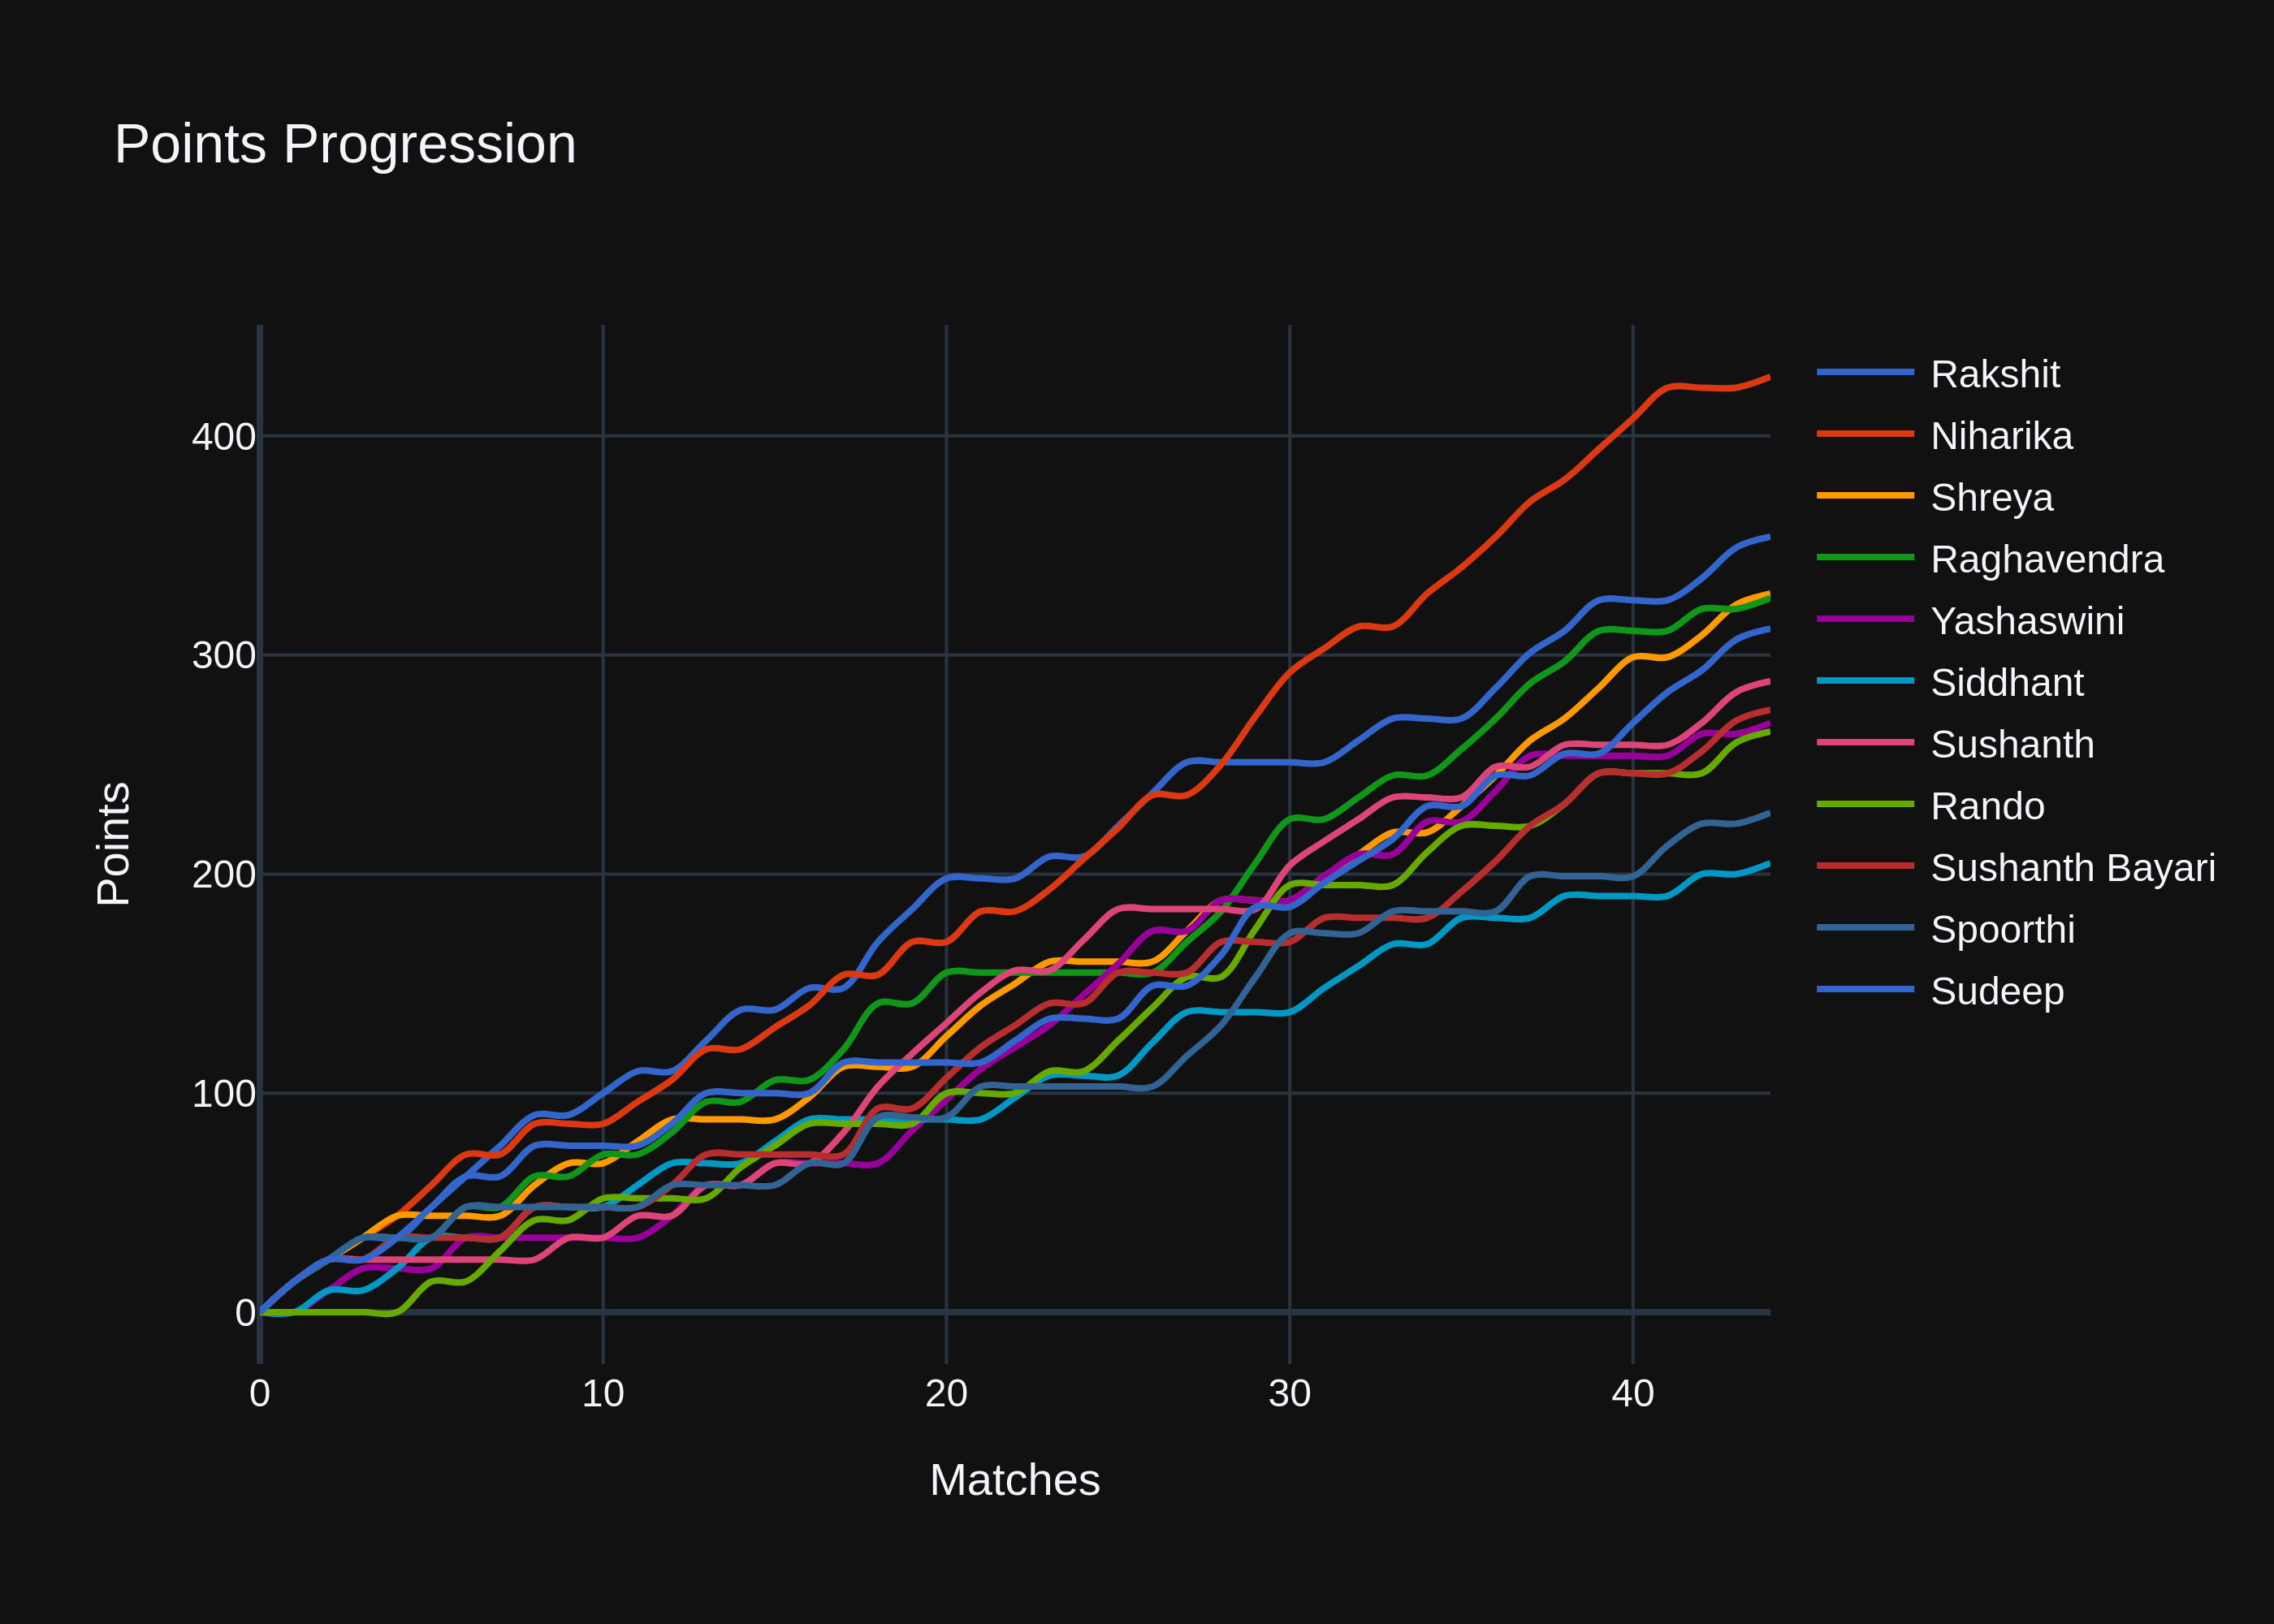 Points Progression
Points
400
300
200
100
0
0 10 20 30 40
Matches
Rakshit
Niharika
Shreya
Raghavendra
Yashaswini
Siddhant
Sushanth
Rando
Sushanth Bayari
Spoorthi
Sudeep